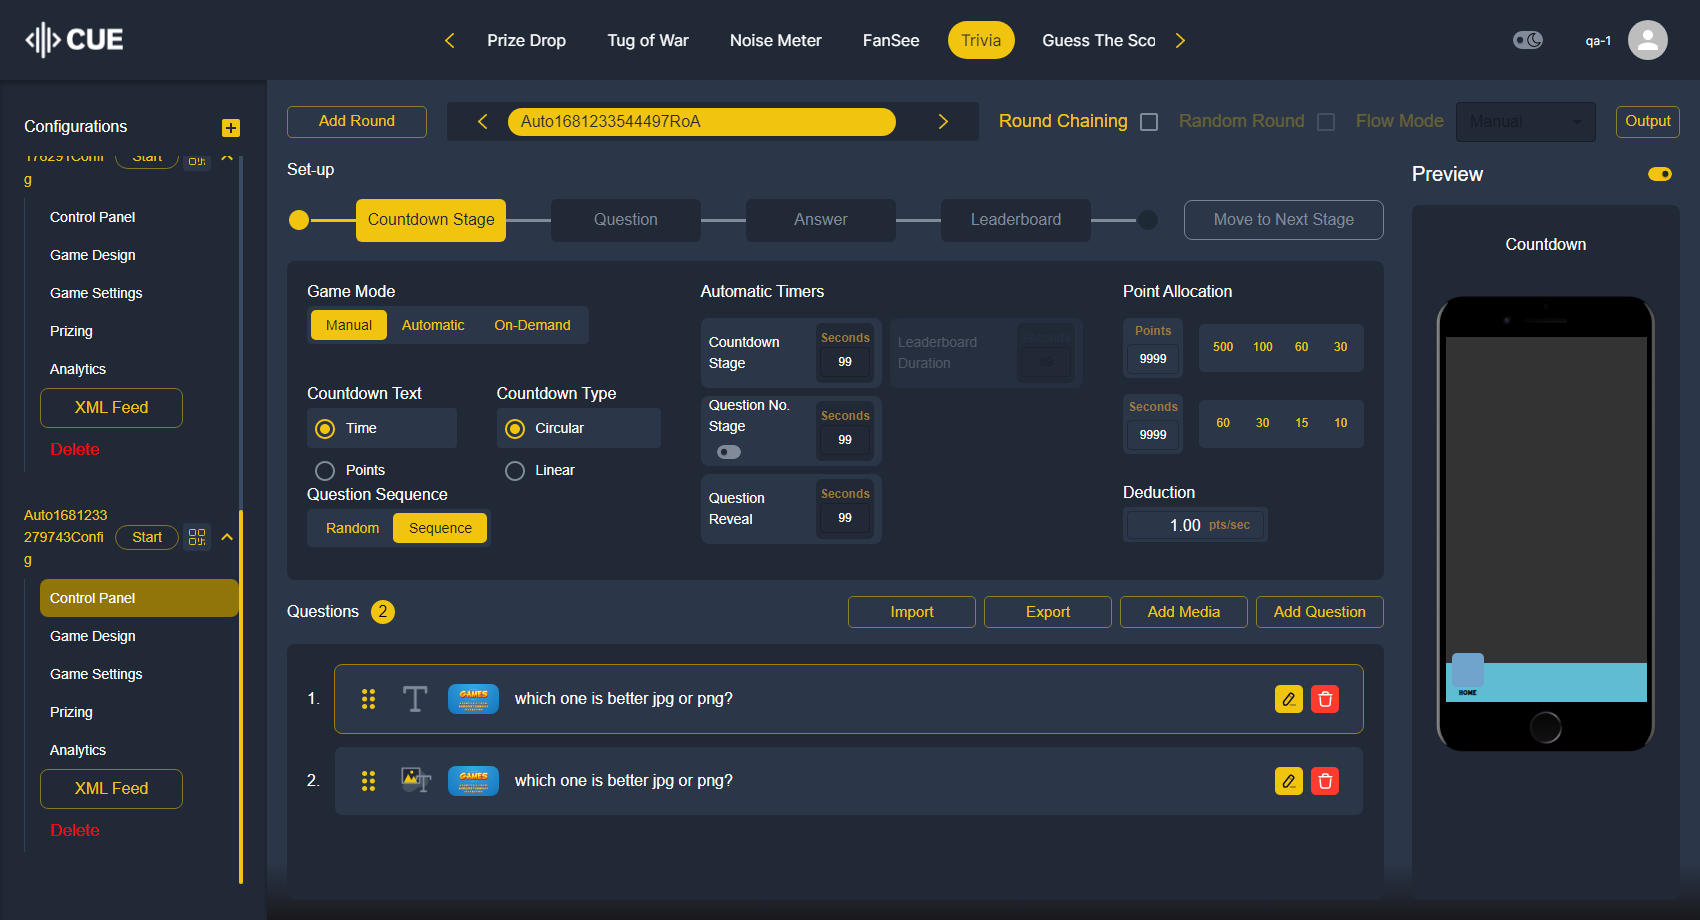 CUE
Prize Drop
Tug of War
Noise Meter
FanSee
Trivia
Guess The Sco
qa-1
Configurations
Start
g
Control Panel
Game Design
Game Settings
Prizing
Analytics
XML Feed
Delete
Auto1681233
279743Confi
g
Start
Control Panel
Game Design
Game Settings
Prizing
Analytics
XML Feed
Delete
Add Round
Auto1681233544497RoA
Round Chaining
Random Round
Flow Mode
Manual
Output
Set-up
Countdown Stage
Question
Answer
Leaderboard
Move to Next Stage
Game Mode
Manual
Automatic
On-Demand
Countdown Text
Time
Points
Countdown Type
Circular
Linear
Question Sequence
Random
Sequence
Automatic Timers
Countdown
Stage
Seconds
99
Leaderboard
Duration
Seconds
Question No.
Stage
Seconds
99
Question
Reveal
Seconds
99
Point Allocation
Points
9999
500 100 60 30
Seconds
9999
60 30 15 10
Deduction
1.00 pts/sec
Questions 2
Import
Export
Add Media
Add Question
1.
GAMES
which one is better jpg or png?
2.
GAMES
which one is better jpg or png?
Preview
Countdown
HOME